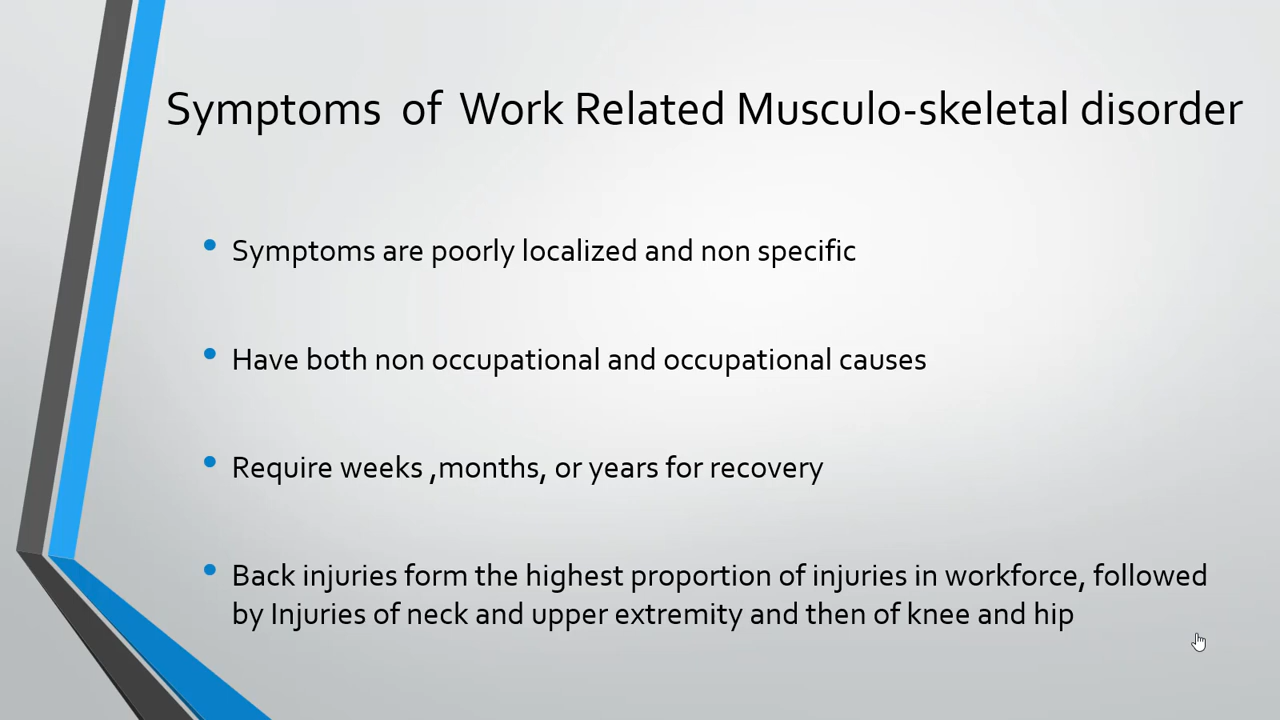 Symptoms of Work Related Musculo-skeletal disorder
• Symptoms are poorly localized and non specific
• Have both non occupational and occupational causes
• Require weeks ,months, or years for recovery
• Back injuries form the highest proportion of injuries in workforce, followed
by Injuries of neck and upper extremity and then of knee and hip